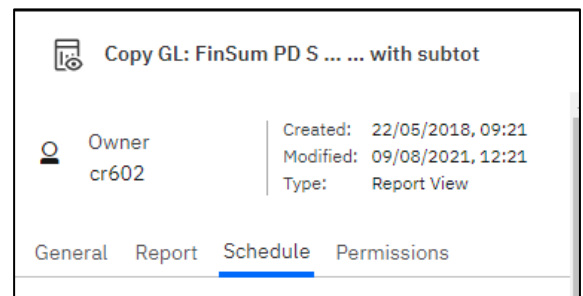 Copy GL: FinSum PD S ... ... with subtot
Owner
cr602
Created: 22/05/2018, 09:21
Modified: 09/08/2021, 12:21
Type: Report View
General Report Schedule Permissions